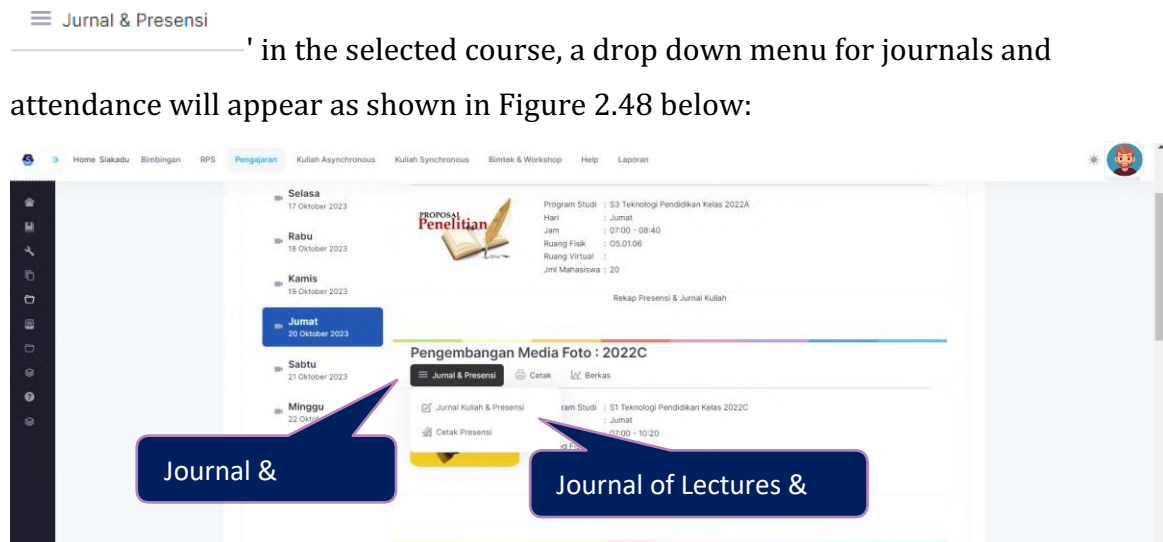 Jurnal & Presensi
' in the selected course, a drop down menu for journals and
attendance will appear as shown in Figure 2.48 below:
Home Siakadu Bimbingan RPS Pengajaran Kuliah Asynchronous Kuliah Synchronous Bimtek & Workshop Help Laporan
Selasa
17 Oktober 2023
Rabu
18 Oktober 2023
Kamis
19 Oktober 2023
Jumat
20 Oktober 2023
Sabtu
21 Oktober 2023
Minggu
22
PROPOSAL
Penelitian
Program Studi : S3 Teknologi Pendidikan Kelas 2022A
Hari : Jumat
Jam : 07:00 - 08:40
Ruang Fisik : O5.01.06
Ruang Virtual :
Jml Mahasiswa : 20
Rekap Presensi & Jurnal Kuliah
Pengembangan Media Foto : 2022C
Jurnal & Presensi Cetak Berkas
Jurnal Kuliah & Presensi
Cetak Presensi
ram Studi : S1 Teknologi Pendidikan Kelas 2022C
: Jumat
: 07:00 - 10:20
Journal &
Journal of Lectures &